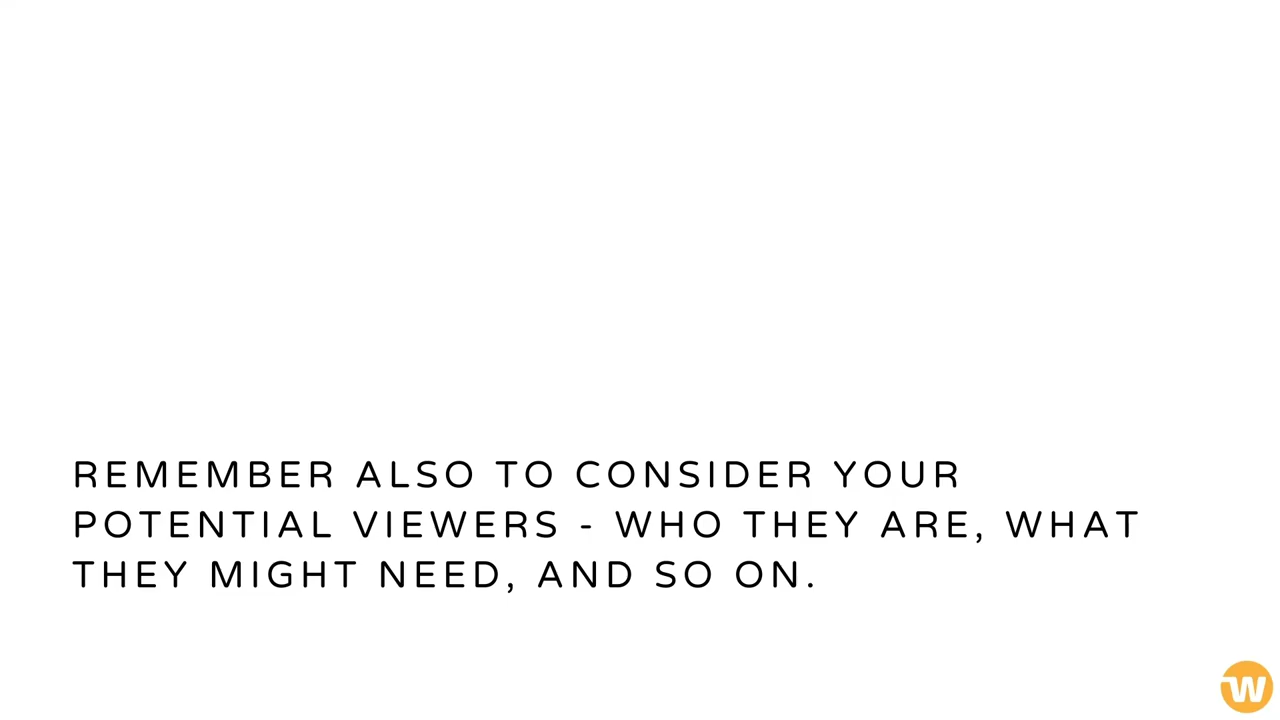 REMEMBER ALSO TO CONSIDER YOUR
POTENTIAL VIEWERS - WHO THEY ARE, WHAT
THEY MIGHT NEED, AND SO ON.
W